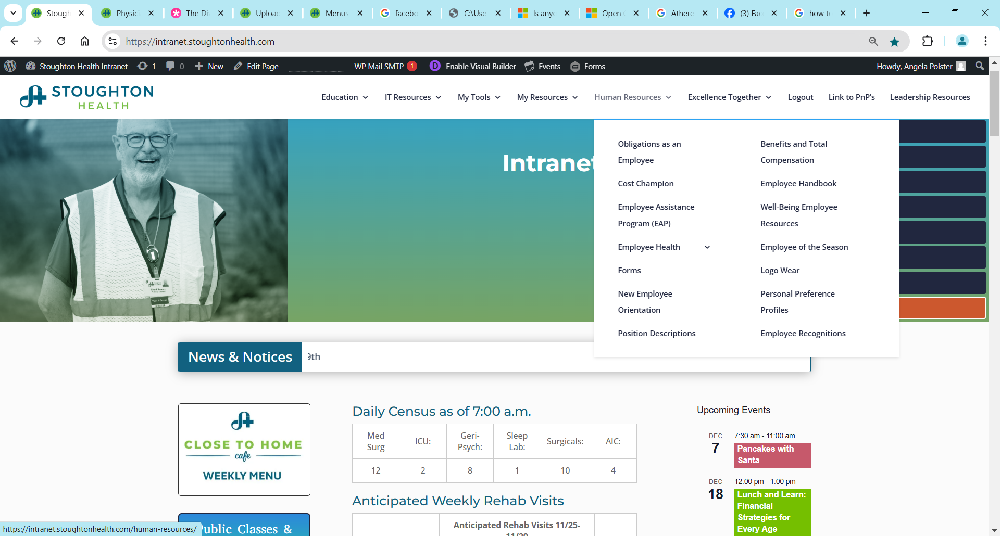 Stough
Physici
The Div
Upload
Menus
facebo
C:\Use
Is anyo
Open
Athere
(3) Fac
how to
https://intranet.stoughtonhealth.com
Stoughton Health Intranet
1
0
New
Edit Page
WP Mail SMTP 1
D
Enable Visual Builder
Events
Forms
Howdy, Angela Polster
STOUGHTON
HEALTH
Education
IT Resources
My Tools
My Resources
Human Resources
Excellence Together
Logout
Link to PnP's
Leadership Resources
Intranet
Obligations as an
Employee
Cost Champion
Employee Assistance
Program (EAP)
Employee Health
Forms
New Employee
Orientation
Position Descriptions
Benefits and Total
Compensation
Employee Handbook
Well-Being Employee
Resources
Employee of the Season
Logo Wear
Personal Preference
Profiles
Employee Recognitions
News & Notices
9th
CLOSE TO HOME
cafe
WEEKLY MENU
Public Classes &
Daily Census as of 7:00 a.m.
Med Surg
ICU:
Geri-Psych:
Sleep Lab:
Surgicals:
AIC:
12 2 8 1 10 4
Anticipated Weekly Rehab Visits
Anticipated Rehab Visits 11/25-
11/29
Upcoming Events
DEC
7
7:30 am - 11:00 am
Pancakes with
Santa
DEC
18
12:00 pm - 1:00 pm
Lunch and Learn:
Financial
Strategies for
Every Age
https://intranet.stoughtonhealth.com/human-resources/